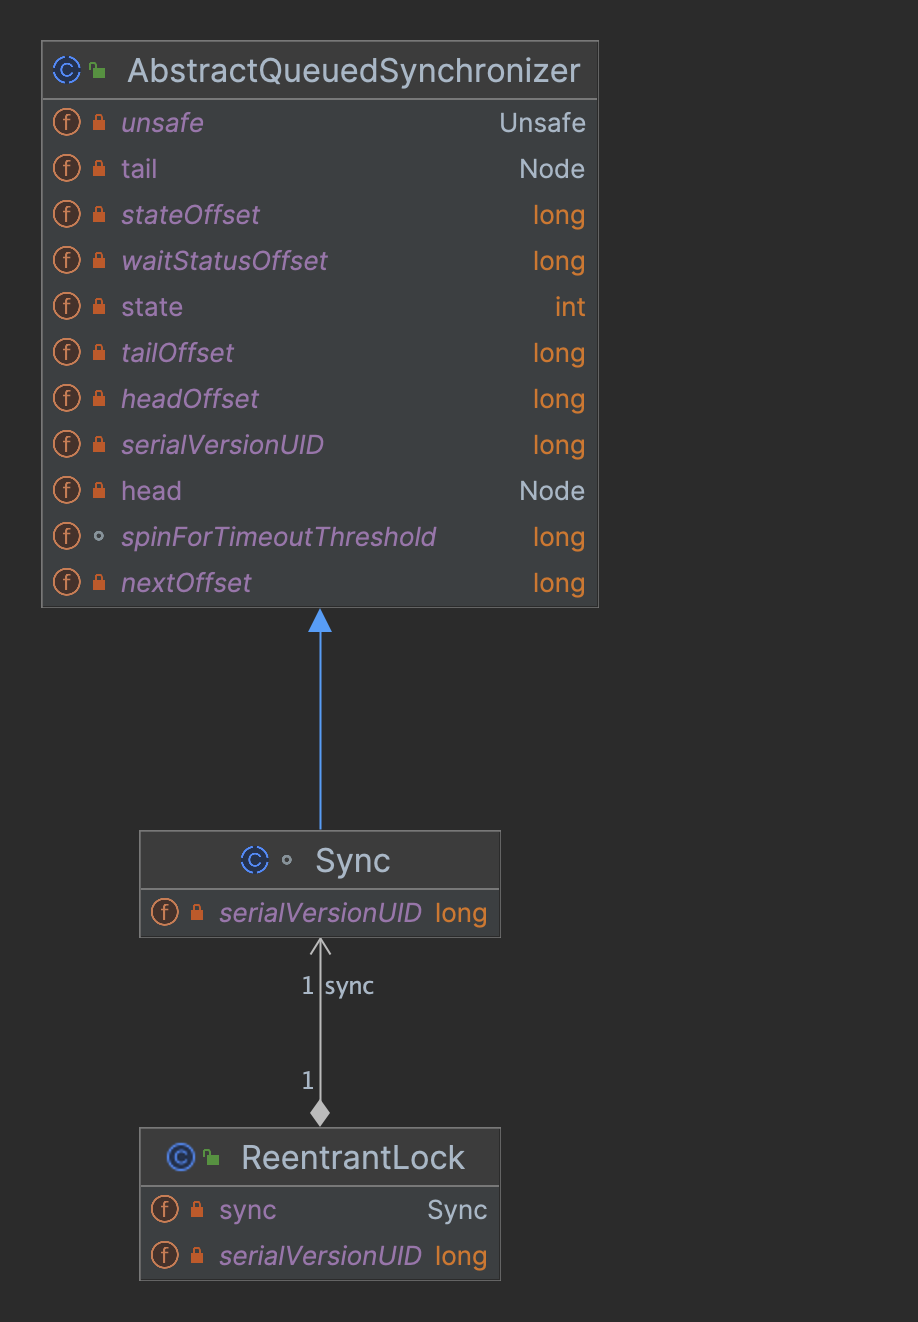 AbstractQueuedSynchronizer
unsafe Unsafe
tail Node
stateOffset long
waitStatusOffset long
state int
tailOffset long
headOffset long
serialVersionUID long
head Node
spinForTimeoutThreshold long
nextOffset long
Sync
serialVersionUID long
1 sync
1
ReentrantLock
sync Sync
serialVersionUID long